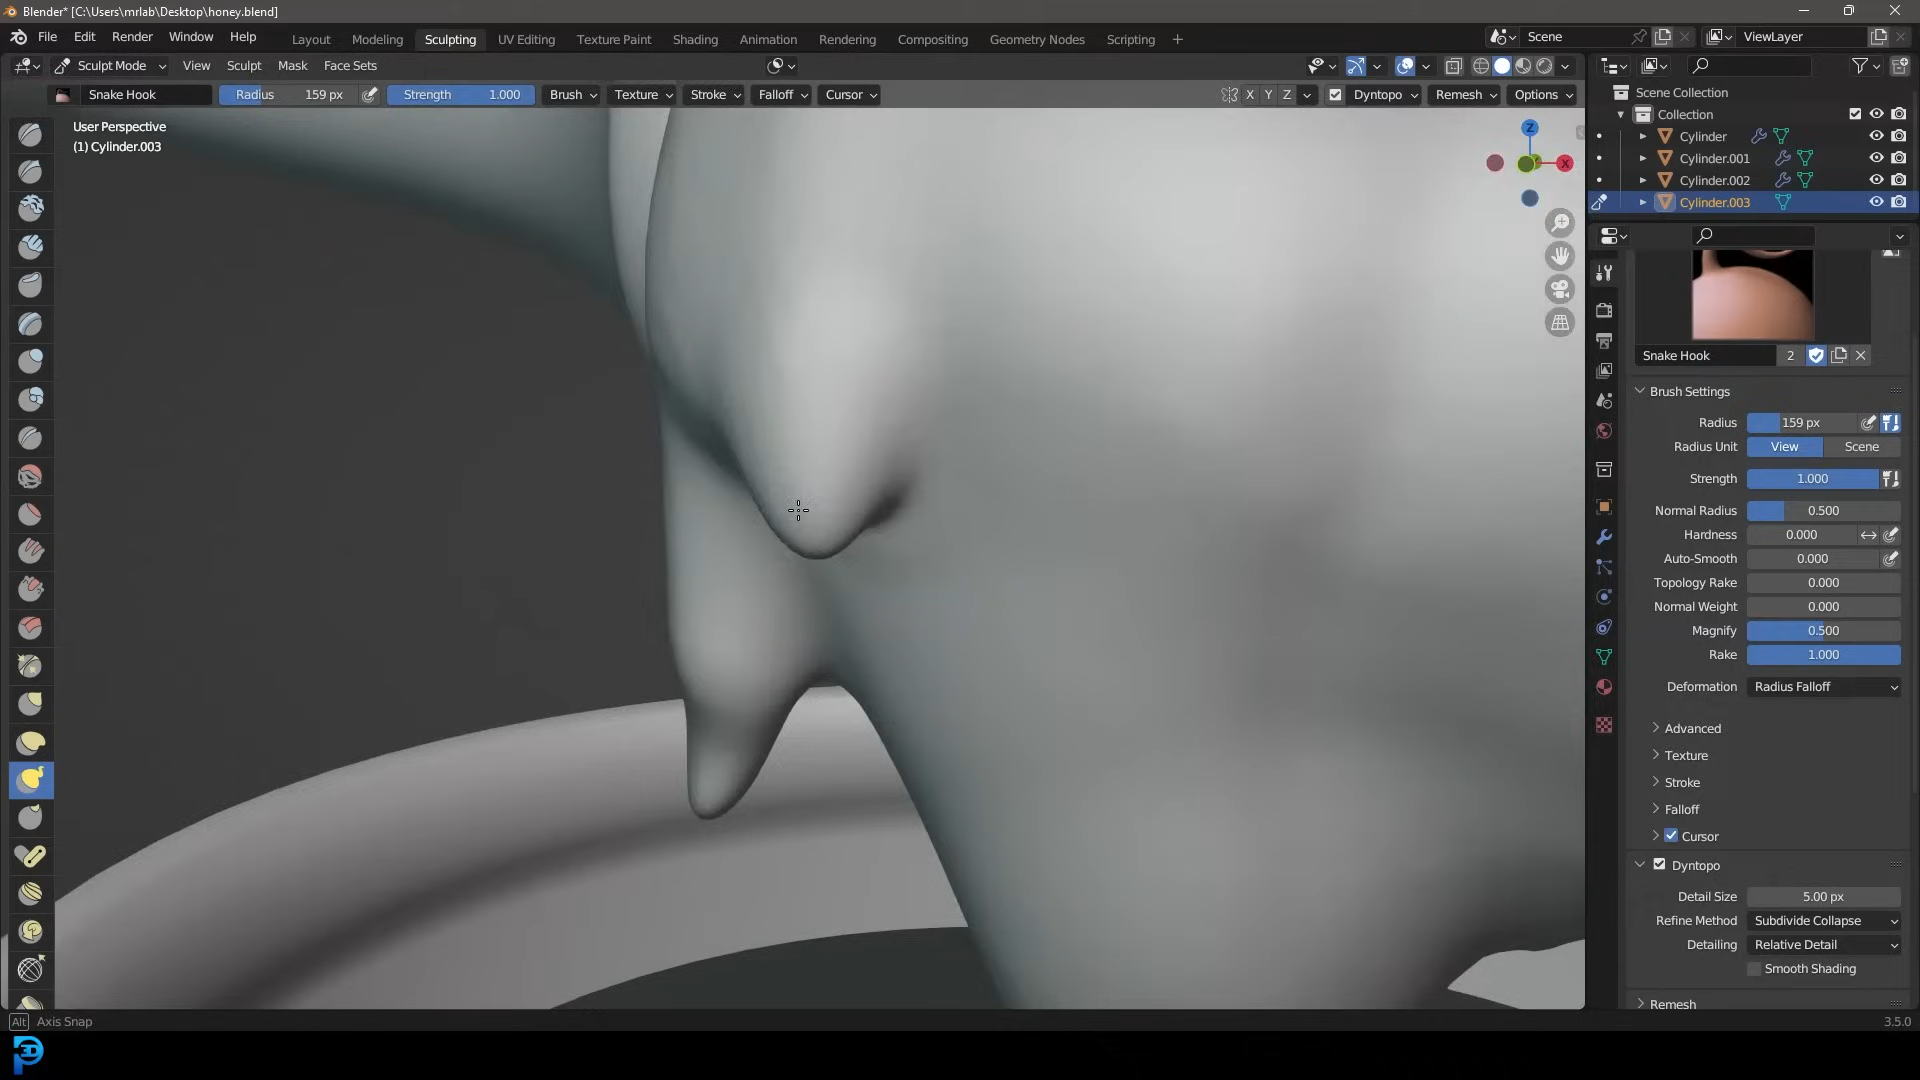 Blender* [C:\Users\mrlab\Desktop\honey.blend]
File Edit Render Window Help Layout Modeling Sculpting UV Editing Texture Paint Shading Animation Rendering Compositing Geometry Nodes Scripting + Scene ViewLayer
Sculpt Mode View Sculpt Mask Face Sets
Snake Hook Radius 159 px Strength 1.000 Brush Texture Stroke Falloff Cursor X Y Z Dyntopo Remesh Options
User Perspective
(1) Cylinder.003
Z
X
Scene Collection
Collection
Cylinder
Cylinder.001
Cylinder.002
Cylinder.003
Snake Hook 2
Brush Settings
Radius 159 px
Radius Unit View Scene
Strength 1.000
Normal Radius 0.500
Hardness 0.000
Auto-Smooth 0.000
Topology Rake 0.000
Normal Weight 0.000
Magnify 0.500
Rake 1.000
Deformation Radius Falloff
Advanced
Texture
Stroke
Falloff
Cursor
Dyntopo
Detail Size 5.00 px
Refine Method Subdivide Collapse
Detailing Relative Detail
Smooth Shading
Remesh
Alt Axis Snap 3.5.0